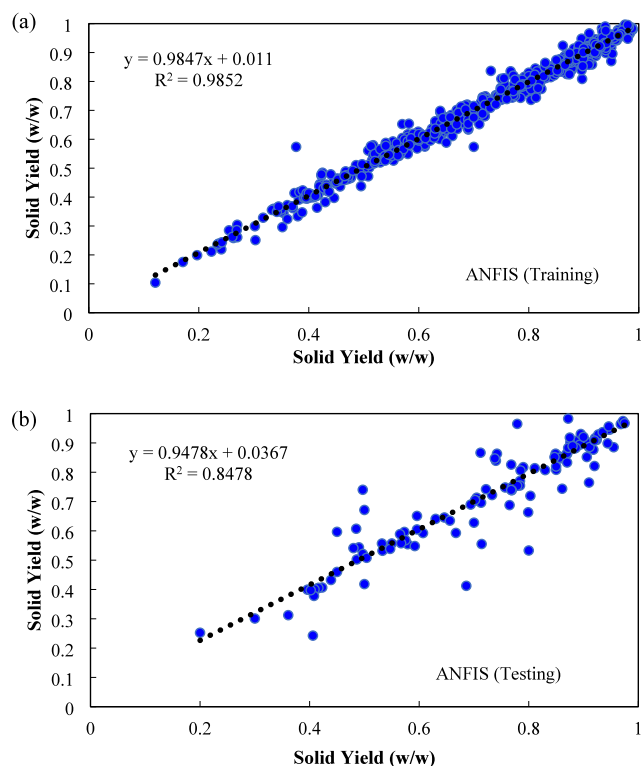 (a)
y = 0.9847x + 0.011
R² = 0.9852
Solid Yield (w/w)
1
0.9
0.8
0.7
0.6
0.5
0.4
0.3
0.2
0.1
0
ANFIS (Training)
0 0.2 0.4 0.6 0.8 1
Solid Yield (w/w)
(b)
y = 0.9478x + 0.0367
R² = 0.8478
Solid Yield (w/w)
1
0.9
0.8
0.7
0.6
0.5
0.4
0.3
0.2
0.1
0
ANFIS (Testing)
0 0.2 0.4 0.6 0.8 1
Solid Yield (w/w)